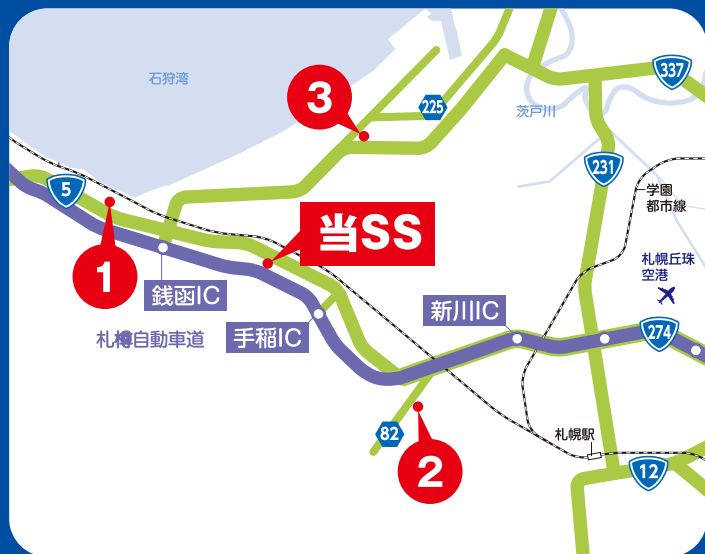 石狩湾
337
3
225
茨戸川
231
5
学園
都市線
当SS
1
札幌丘珠
空港
銭函IC
新川IC
手稲IC
274
自動車道
82
札幌駅
2
12